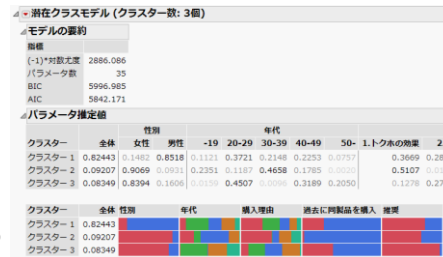 潜在クラスモデル (クラスター数: 3個)
モデルの要約
指標
(-1)*対数尤度 2886.086
パラメータ数 35
BIC 5996.985
AIC 5842.171
パラメータ推定値
性別 年代
クラスター 全体 女性 男性 -19 20-29 30-39 40-49 50- 1.トクホの効果 2
クラスター 1 0.82443 0.1482 0.8518 0.1121 0.3721 0.2148 0.2253 0.0757 0.3669 0.28
クラスター 2 0.09207 0.9069 0.0931 0.2351 0.1187 0.4658 0.1785 0.0020 0.5107 0.01
クラスター 3 0.08349 0.8394 0.1606 0.0159 0.4507 0.3189 0.2050 0.1278 0.27
クラスター 全体 性別 年代 購入理由 過去に同製品を購入 推奨
クラスター 1 0.82443
クラスター 2 0.09207
クラスター 3 0.08349